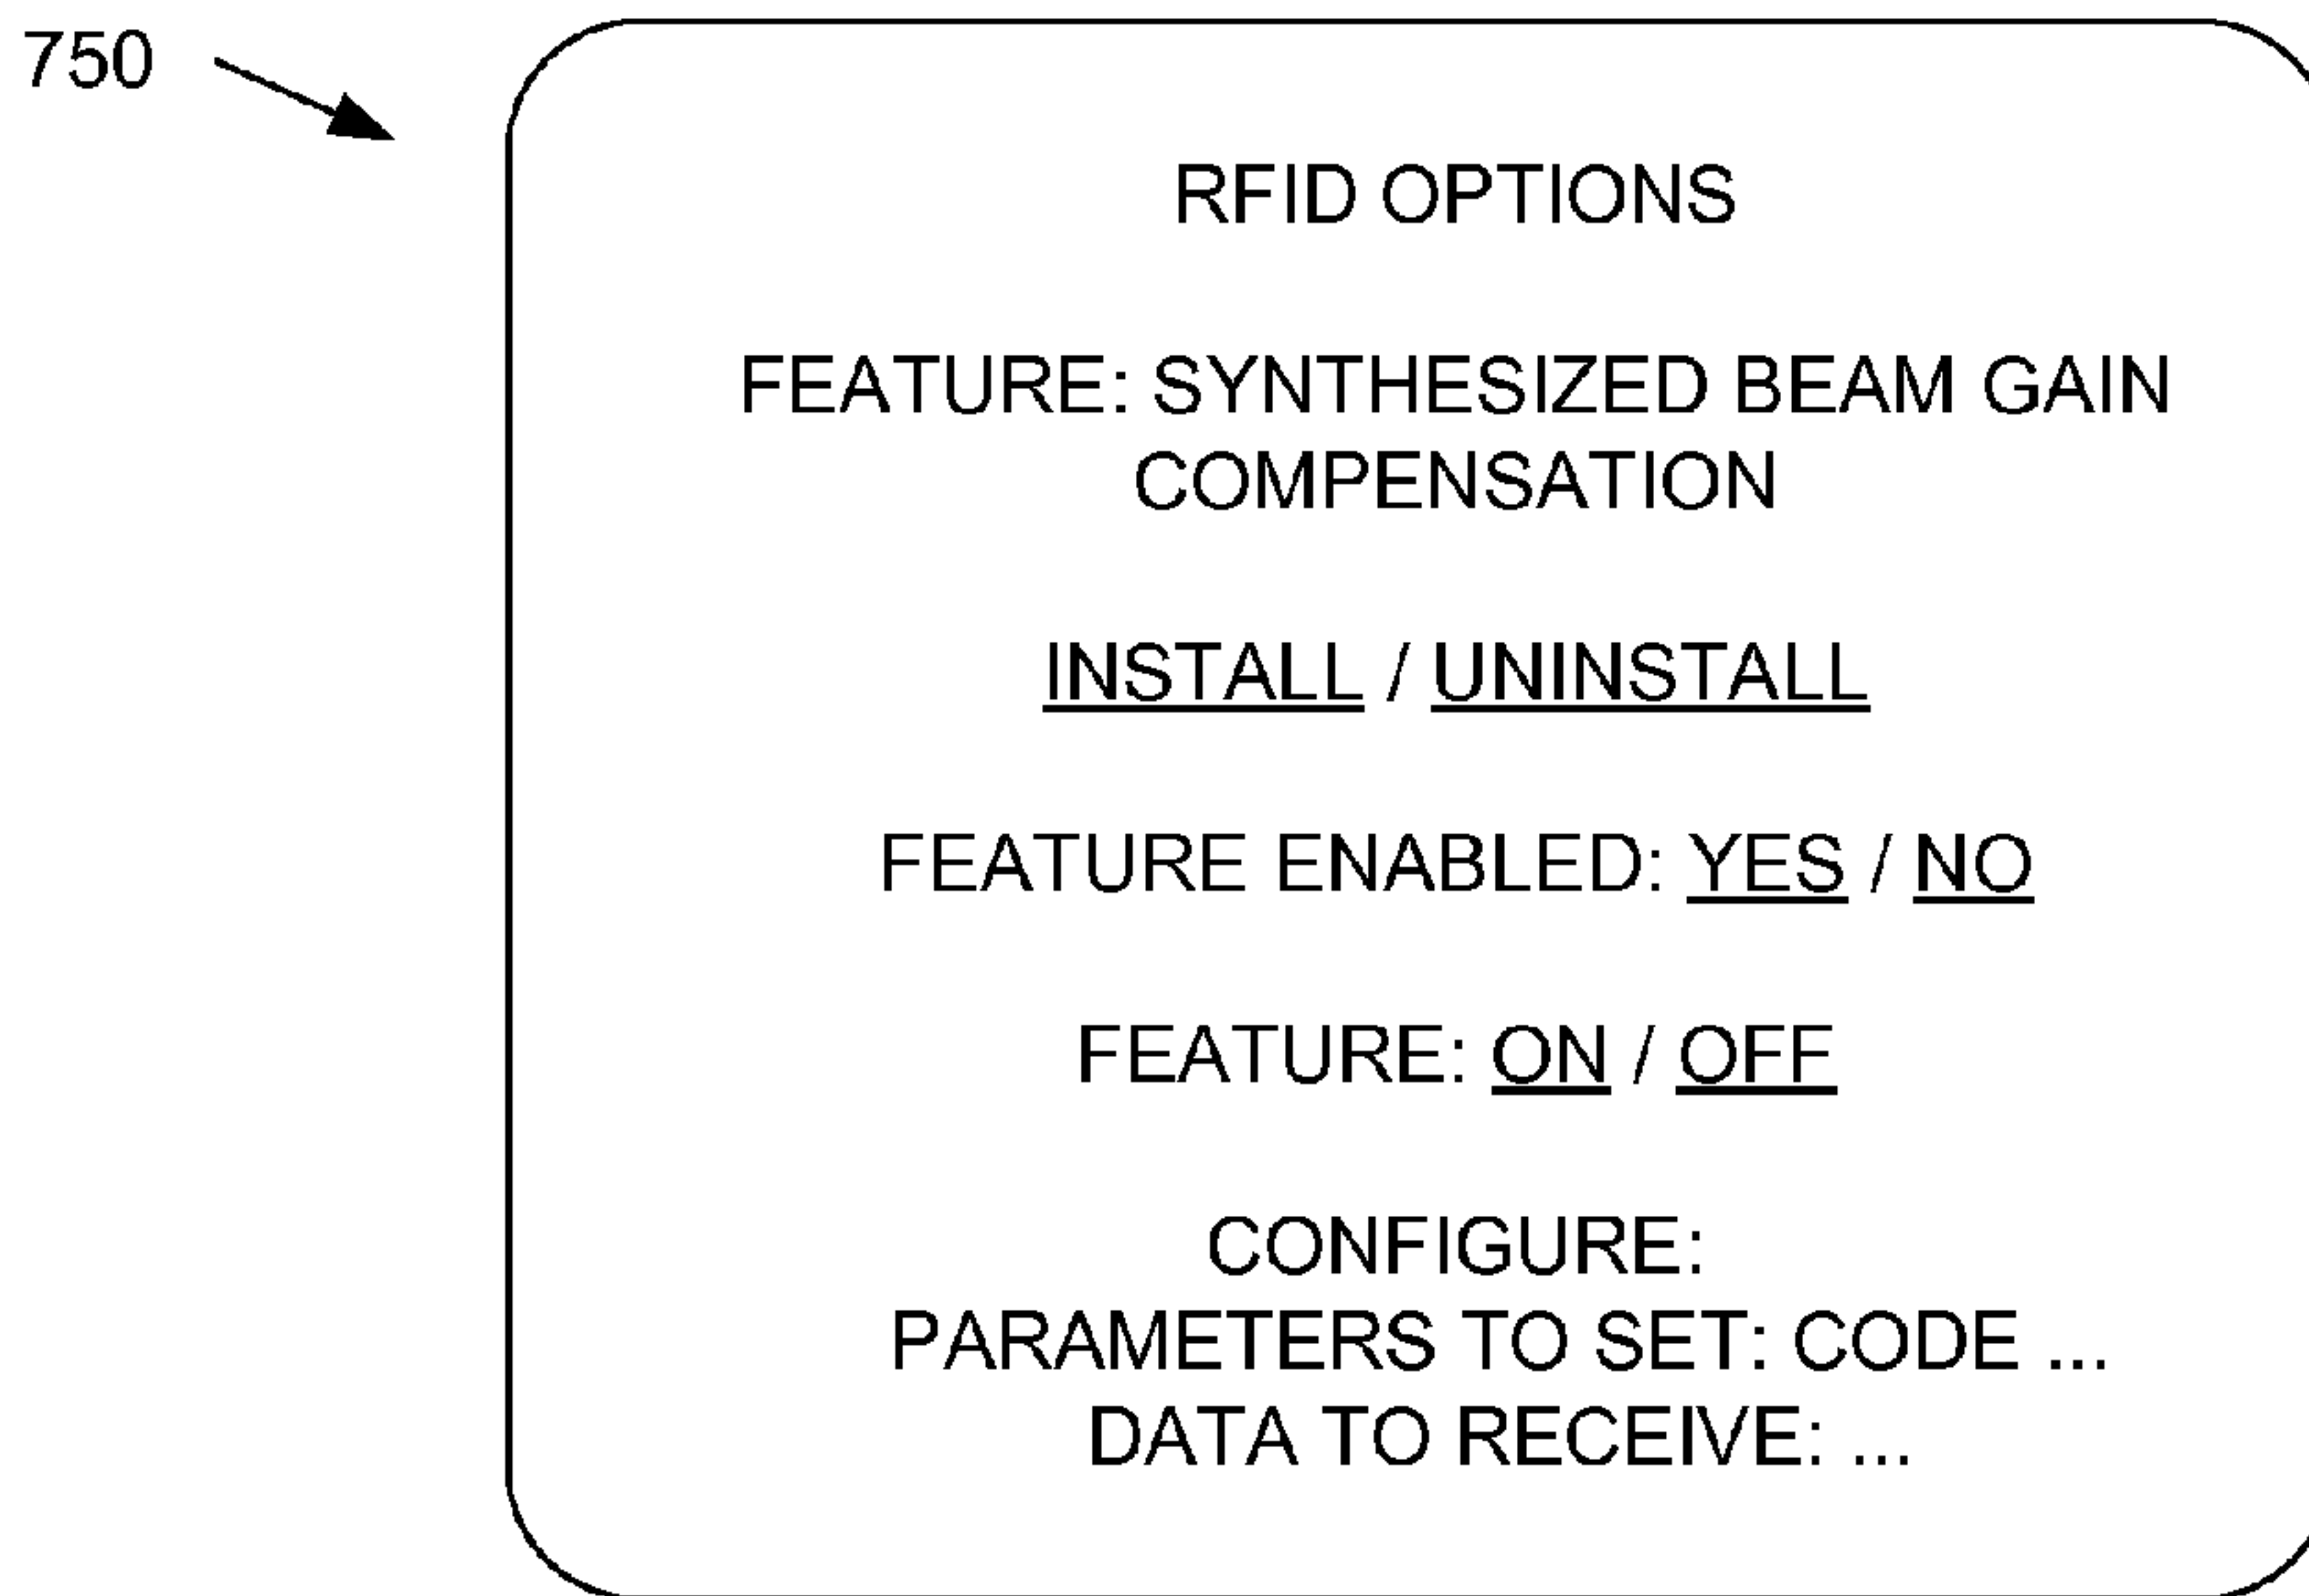 750
RFID OPTIONS
FEATURE: SYNTHESIZED BEAM GAIN
COMPENSATION
INSTALL / UNINSTALL
FEATURE ENABLED: YES / NO
FEATURE: ON / OFF
CONFIGURE:
PARAMETERS TO SET: CODE ...
DATA TO RECEIVE: ...